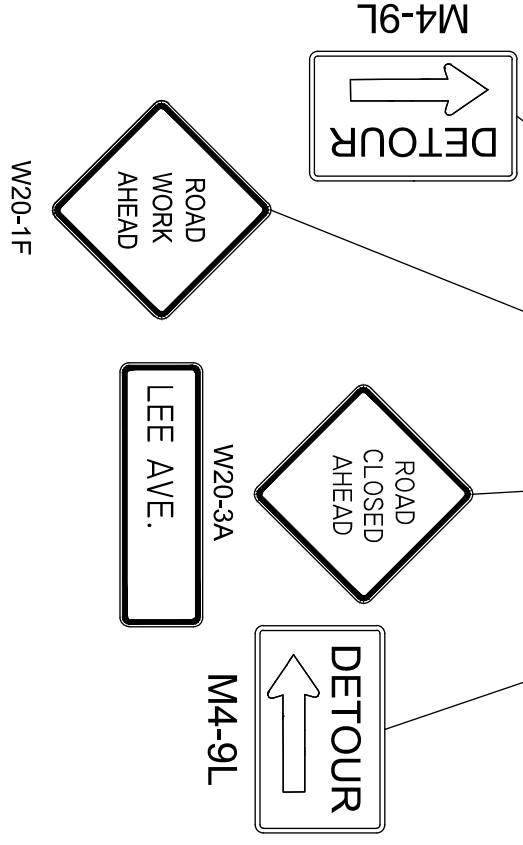 M4-9L
DETOUR
ROAD
WORK
AHEAD
W20-1F
ROAD
CLOSED
AHEAD
W20-3A
LEE AVE.
DETOUR
M4-9L